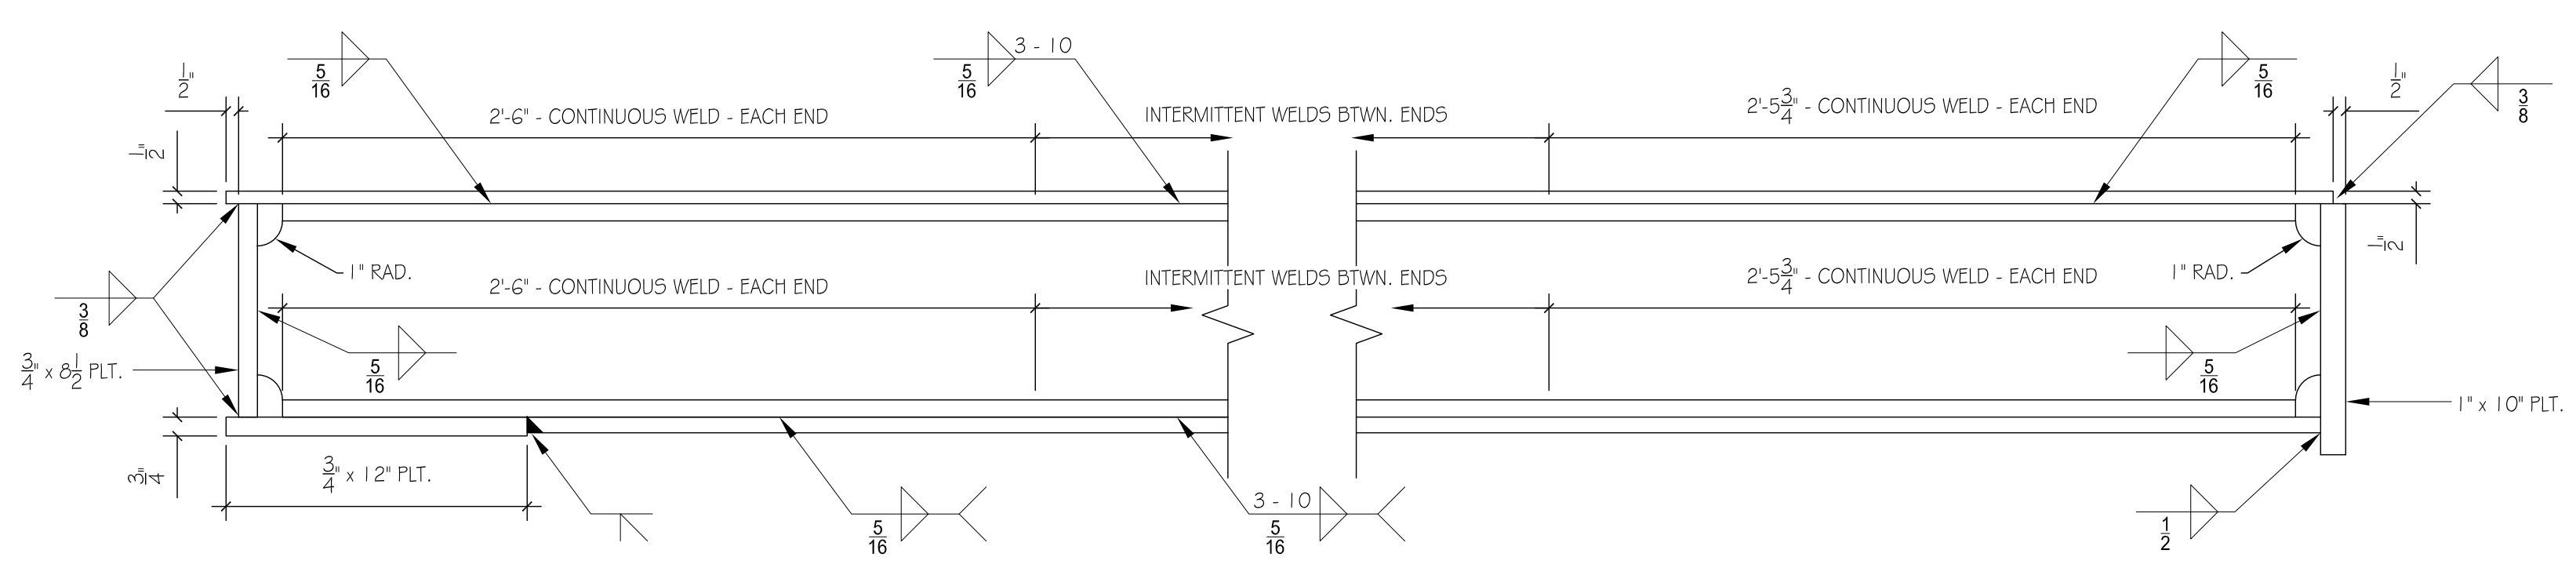 5/16
3 - 10
5/16
5/16
3/8
1/2"
1/2"
2'-6" - CONTINUOUS WELD - EACH END
INTERMITTENT WELDS BTWN. ENDS
2'-5 3/4" - CONTINUOUS WELD - EACH END
1/2"
1/2"
1" RAD.
1" RAD.
2'-6" - CONTINUOUS WELD - EACH END
INTERMITTENT WELDS BTWN. ENDS
2'-5 3/4" - CONTINUOUS WELD - EACH END
3/8
3/4" x 8 1/2 PLT.
5/16
5/16
1" x 10" PLT.
3/4"
3/4" x 12" PLT.
5/16
3 - 10
5/16
1/2